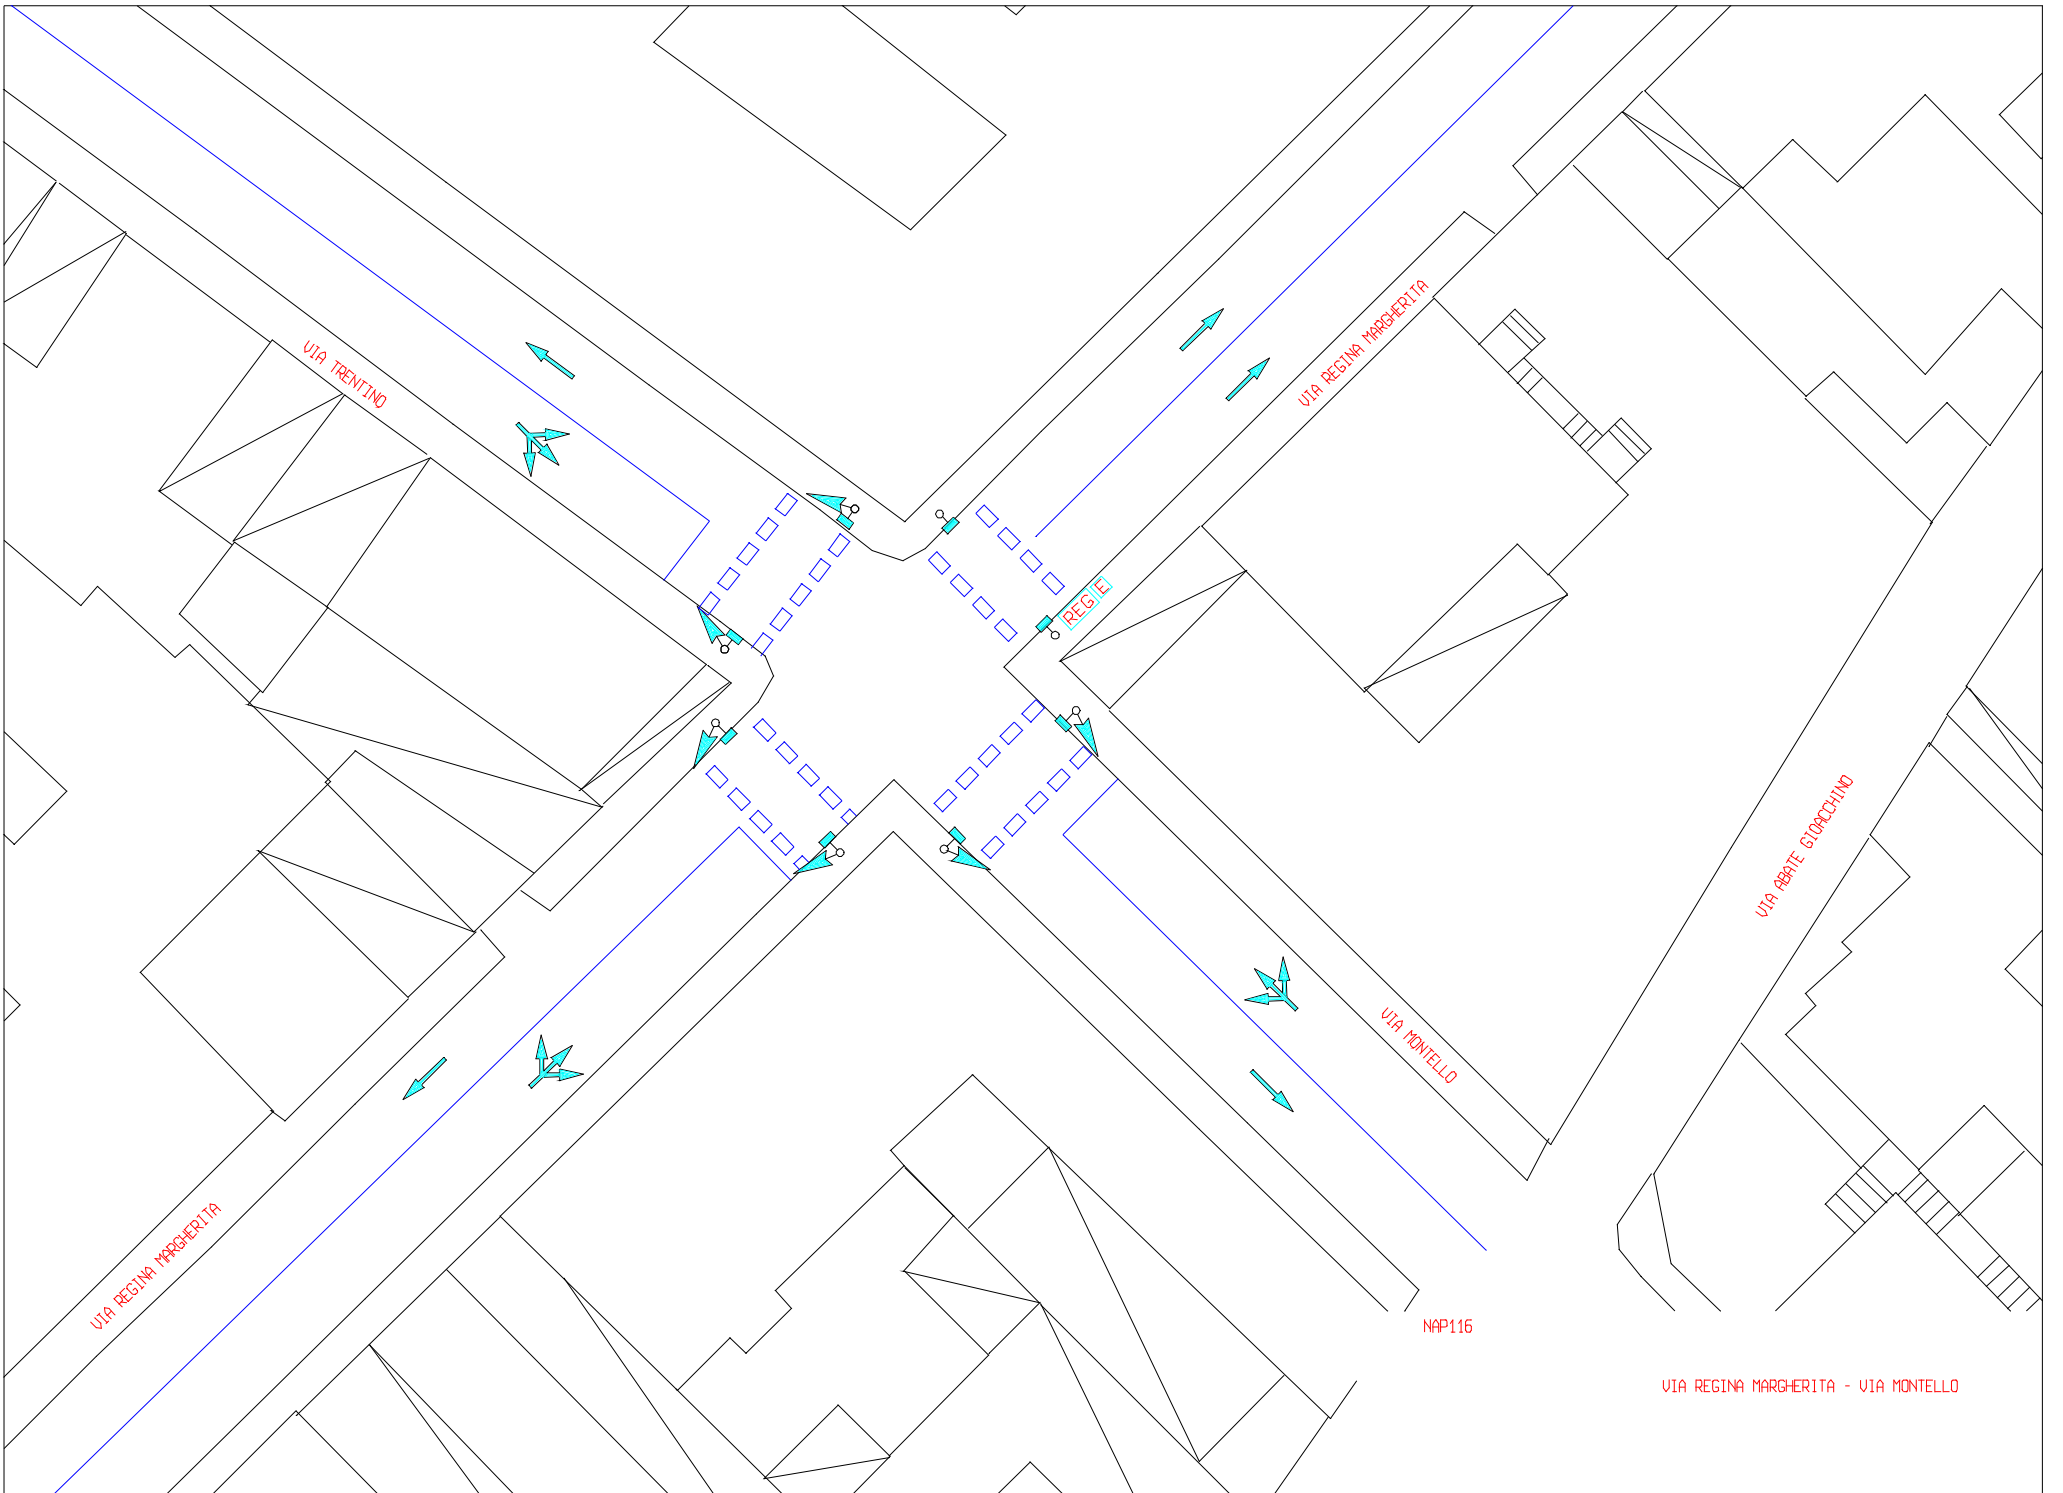 VIA TRENTINO
VIA REGINA MARGHERITA
REG E
VIA ABATE GIOACCHINO
VIA MONTELLO
VIA REGINA MARGHERITA
NAP116
VIA REGINA MARGHERITA - VIA MONTELLO